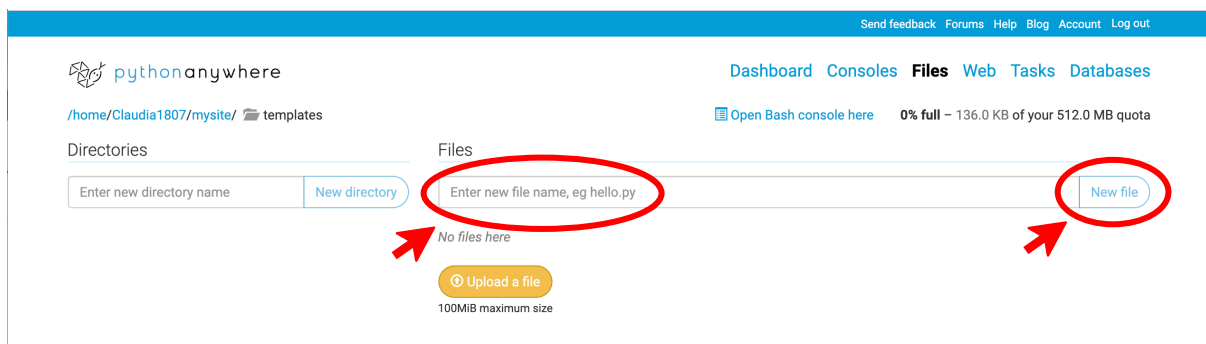 Send feedback Forums Help Blog Account Log out
pythonanywhere
Dashboard Consoles Files Web Tasks Databases
/home/Claudia1807/mysite/ templates
Open Bash console here 0% full – 136.0 KB of your 512.0 MB quota
Directories
Files
Enter new directory name New directory
Enter new file name, eg hello.py New file
No files here
Upload a file
100MiB maximum size